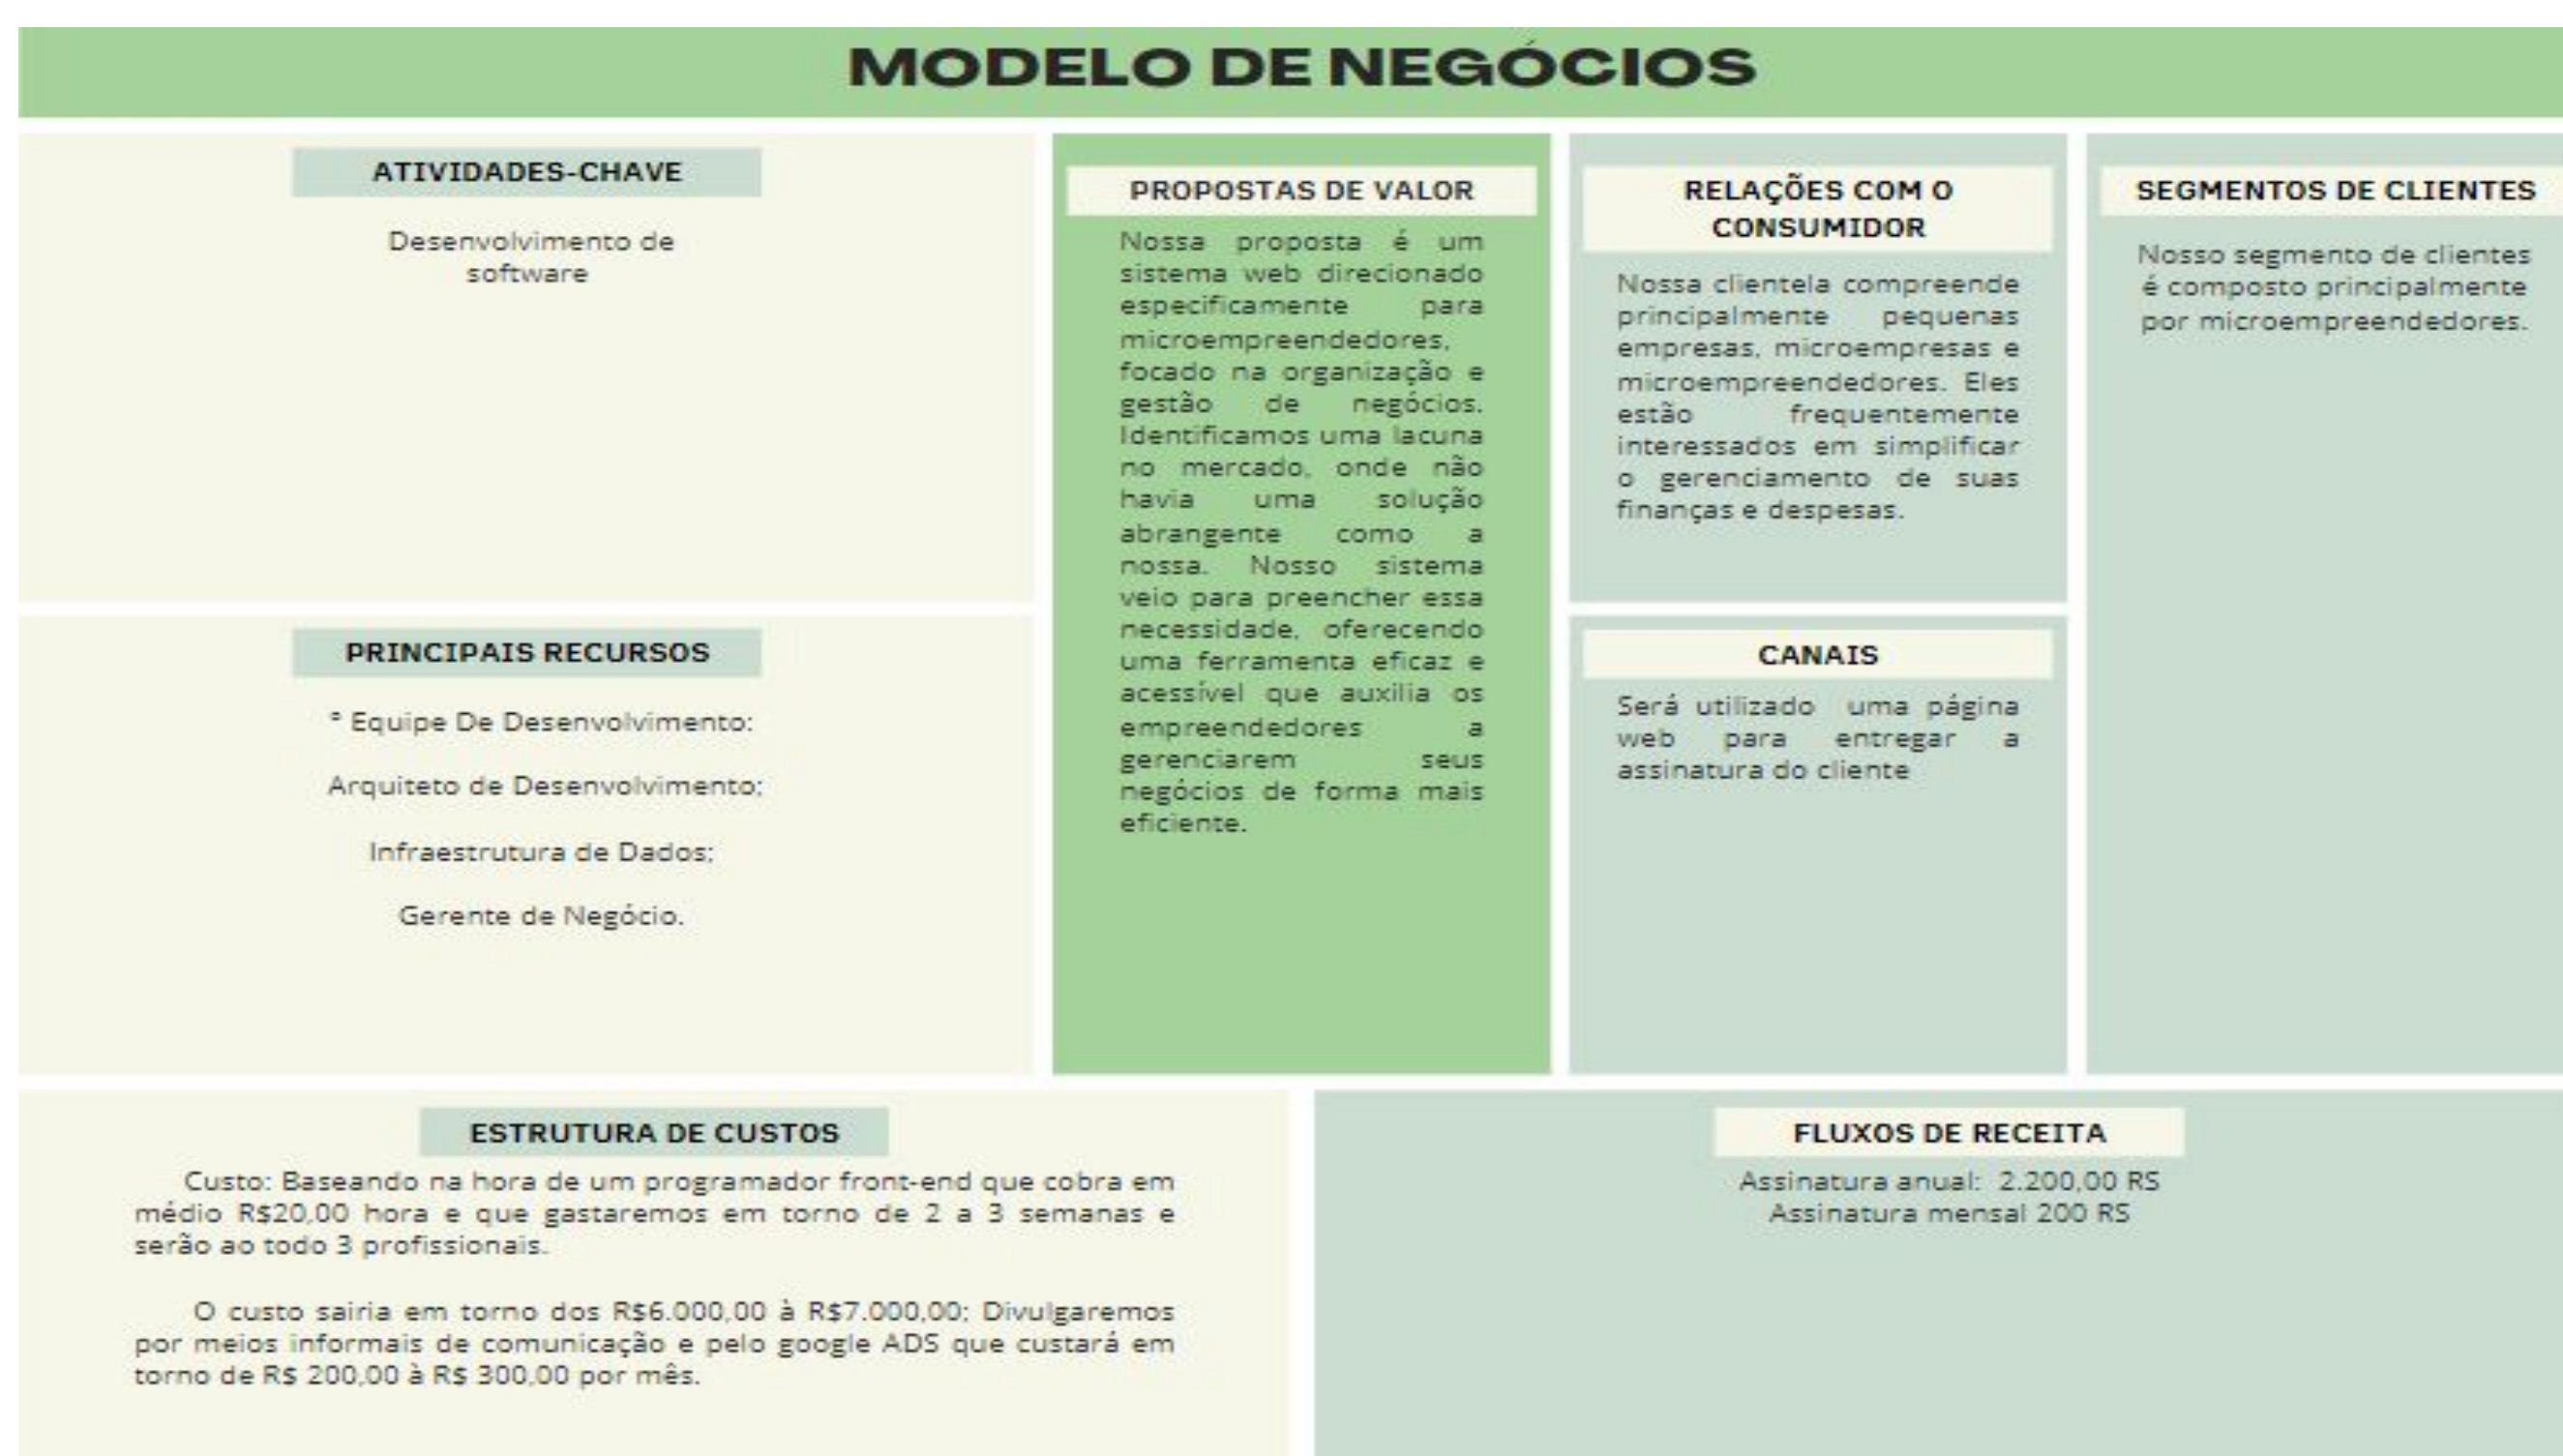 MODELO DE NEGÓCIOS
ATIVIDADES-CHAVE
Desenvolvimento de
software
PRINCIPAIS RECURSOS
° Equipe De Desenvolvimento:
Arquiteto de Desenvolvimento;
Infraestrutura de Dados;
Gerente de Negócio.
PROPOSTAS DE VALOR
Nossa proposta é um
sistema web direcionado
especificamente para
microempreendedores,
focado na organização e
gestão de negócios.
Identificamos uma lacuna
no mercado, onde não
havia uma solução
abrangente como a
nossa. Nosso sistema
veio para preencher essa
necessidade, oferecendo
uma ferramenta eficaz e
acessível que auxilia os
empreendedores a
gerenciarem seus
negócios de forma mais
eficiente.
RELAÇÕES COM O
CONSUMIDOR
Nossa clientela compreende
principalmente pequenas
empresas, microempresas e
microempreendedores. Eles
estão frequentemente
interessados em simplificar
o gerenciamento de suas
finanças e despesas.
CANAIS
Será utilizado uma página
web para entregar a
assinatura do cliente
SEGMENTOS DE CLIENTES
Nosso segmento de clientes
é composto principalmente
por microempreendedores.
ESTRUTURA DE CUSTOS
Custo: Baseando na hora de um programador front-end que cobra em
médio R$20,00 hora e que gastaremos em torno de 2 a 3 semanas e
serão ao todo 3 profissionais.
O custo sairia em torno dos R$6.000,00 à R$7.000,00; Divulgaremos
por meios informais de comunicação e pelo google ADS que custará em
torno de R$ 200,00 à R$ 300,00 por mês.
FLUXOS DE RECEITA
Assinatura anual: 2.200,00 RS
Assinatura mensal 200 RS